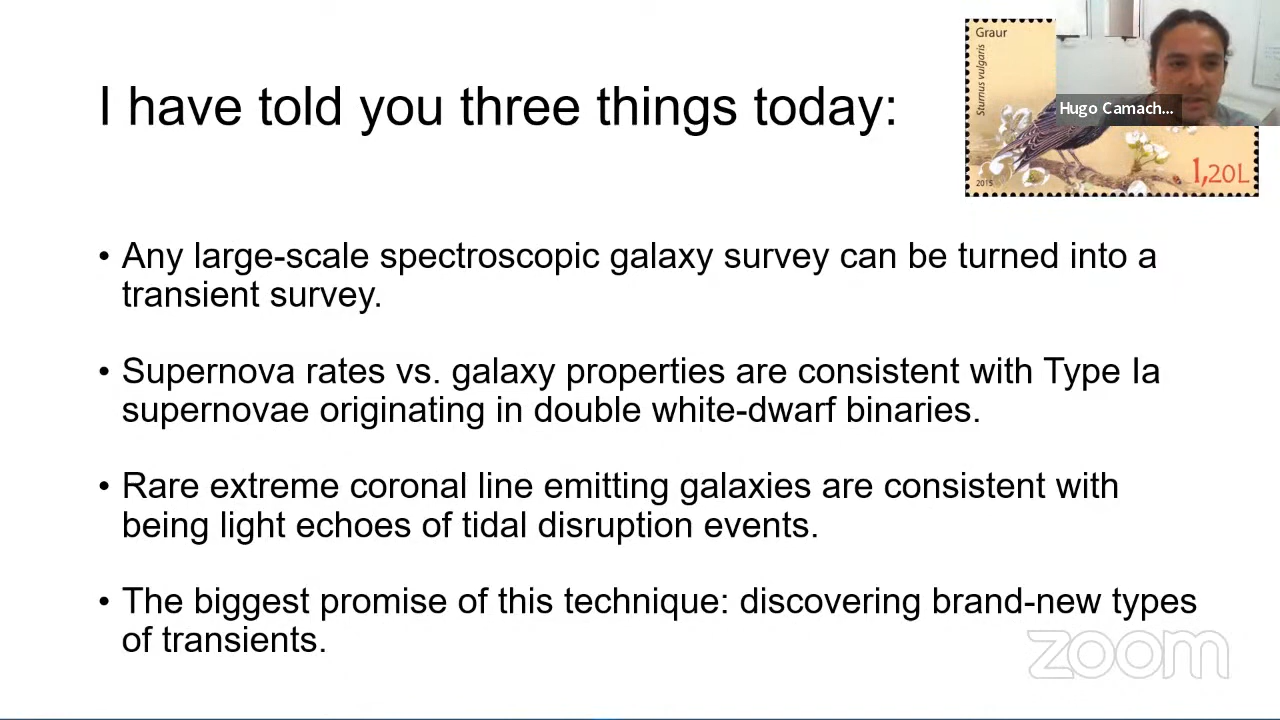 Graur
Sturnus vulgaris
I have told you three things today:
Hugo Camach...
1,20L
2015
• Any large-scale spectroscopic galaxy survey can be turned into a
transient survey.
• Supernova rates vs. galaxy properties are consistent with Type Ia
supernovae originating in double white-dwarf binaries.
• Rare extreme coronal line emitting galaxies are consistent with
being light echoes of tidal disruption events.
• The biggest promise of this technique: discovering brand-new types
of transients.
zoom